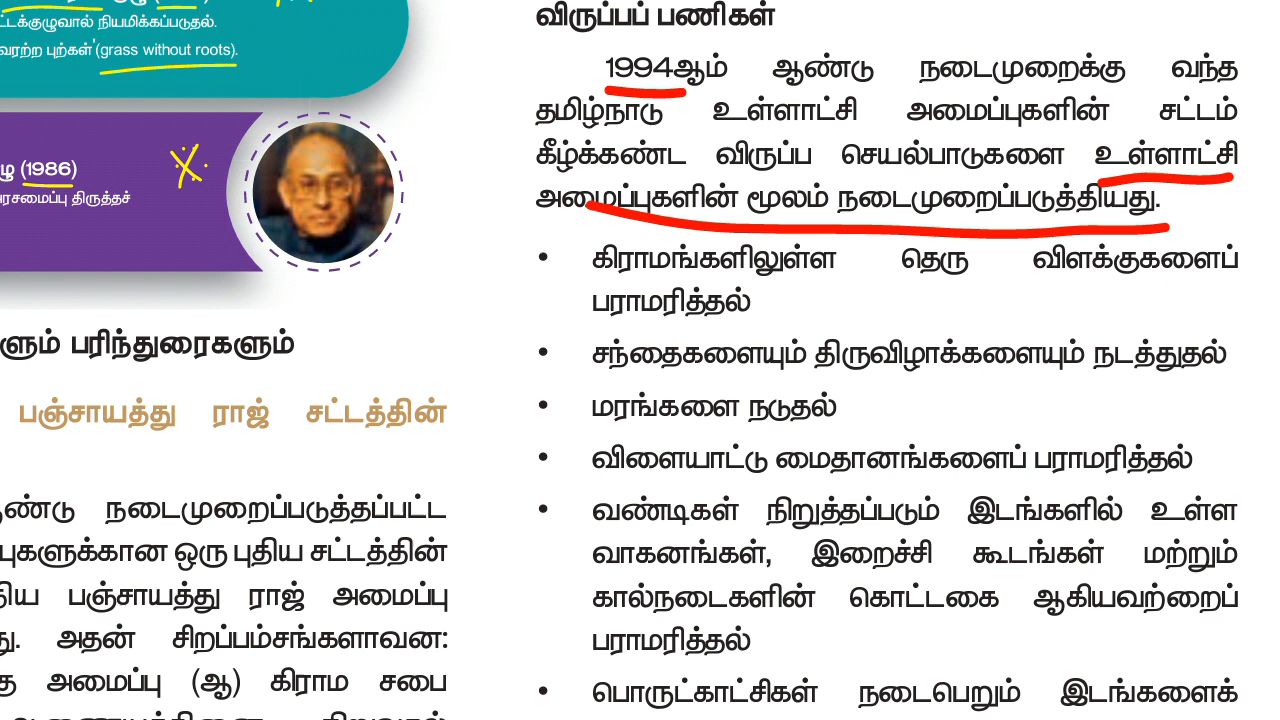 ட்டக்குழுவால் நியமிக்கப்படுதல்.
வரற்ற புற்கள்'(grass without roots).
ழு (1986)
ரசமைப்பு திருத்தச்
ளும் பரிந்துரைகளும்
பஞ்சாயத்து ராஜ் சட்டத்தின்
ஆண்டு நடைமுறைப்படுத்தப்பட்ட
புகளுக்கான ஒரு புதிய சட்டத்தின்
திய பஞ்சாயத்து ராஜ் அமைப்பு
து. அதன் சிறப்பம்சங்களாவன:
கு அமைப்பு (ஆ) கிராம சபை
விருப்பப் பணிகள்
1994ஆம் ஆண்டு நடைமுறைக்கு வந்த
தமிழ்நாடு உள்ளாட்சி அமைப்புகளின் சட்டம்
கீழ்க்கண்ட விருப்ப செயல்பாடுகளை உள்ளாட்சி
அமைப்புகளின் மூலம் நடைமுறைப்படுத்தியது.
• கிராமங்களிலுள்ள தெரு விளக்குகளைப்
பராமரித்தல்
• சந்தைகளையும் திருவிழாக்களையும் நடத்துதல்
• மரங்களை நடுதல்
• விளையாட்டு மைதானங்களைப் பராமரித்தல்
• வண்டிகள் நிறுத்தப்படும் இடங்களில் உள்ள
வாகனங்கள், இறைச்சி கூடங்கள் மற்றும்
கால்நடைகளின் கொட்டகை ஆகியவற்றைப்
பராமரித்தல்
• பொருட்காட்சிகள் நடைபெறும் இடங்களைக்